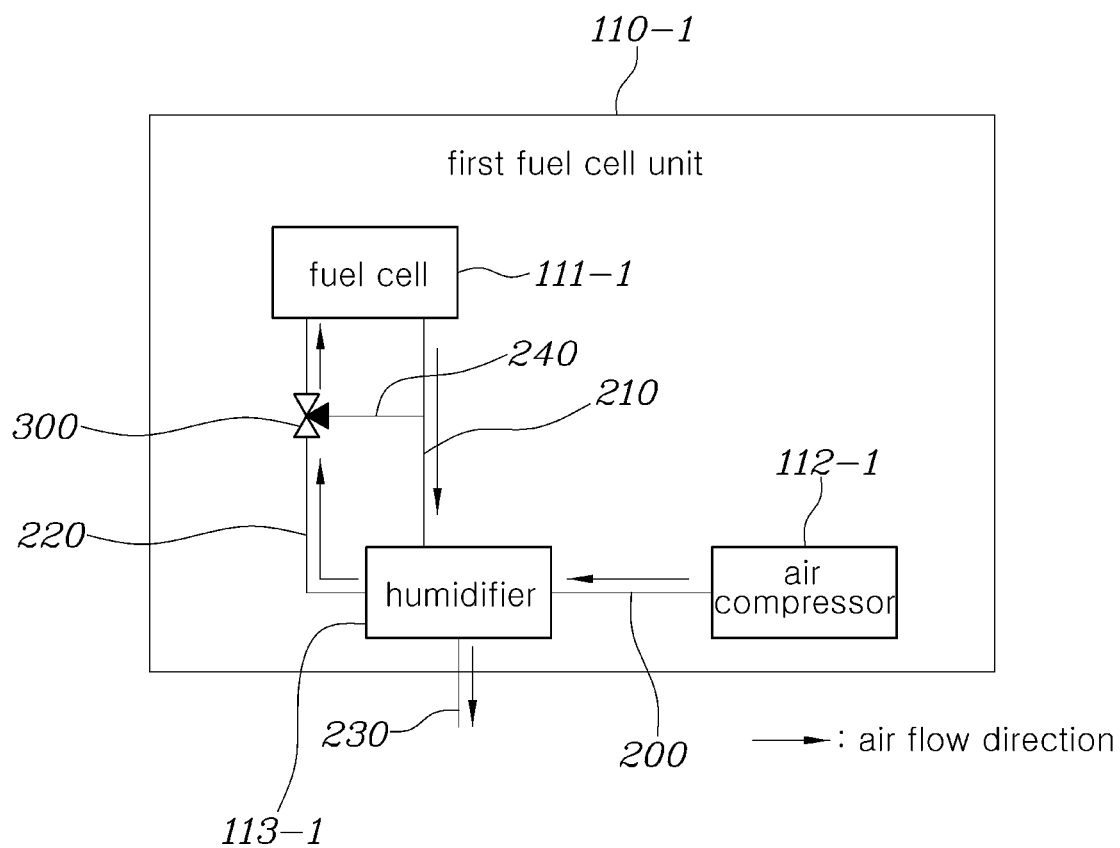 110-1
first fuel cell unit
fuel cell
111-1
240
210
300
112-1
220
humidifier
air
compressor
230
200
: air flow direction
113-1